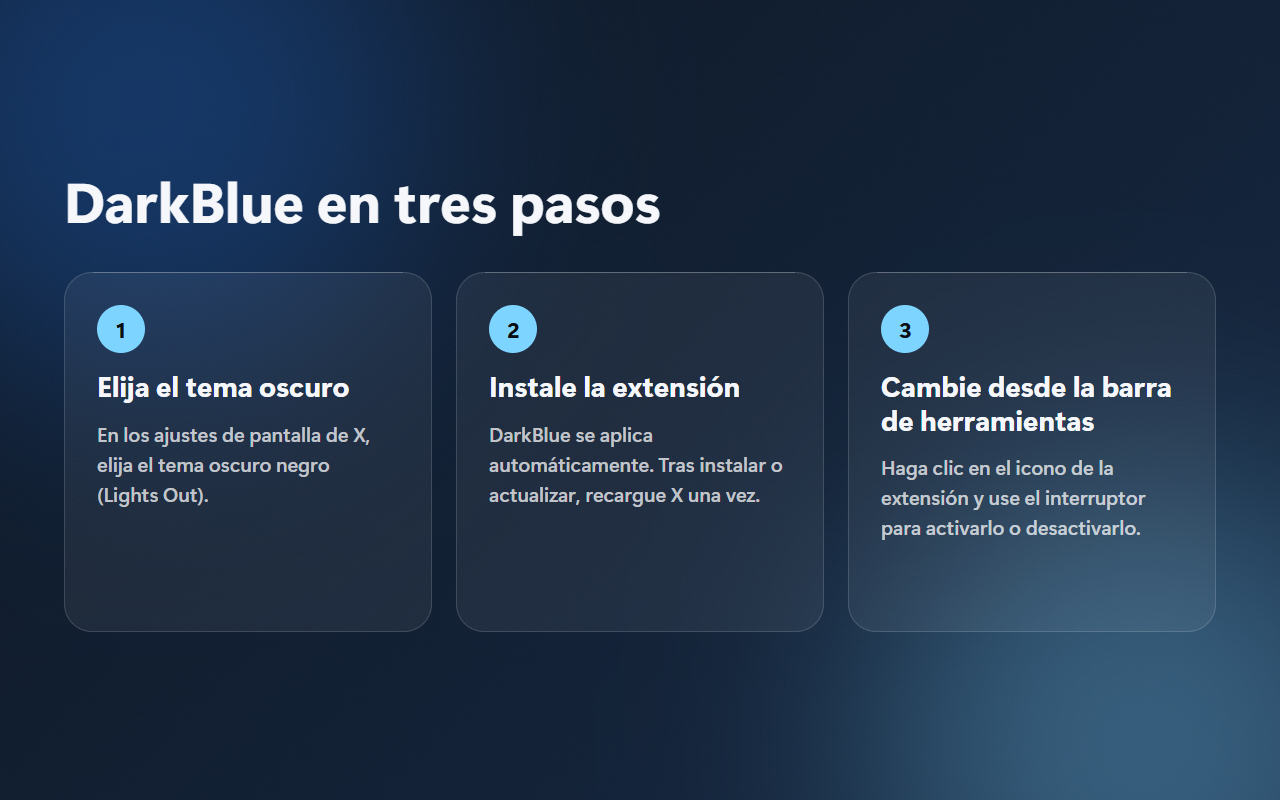 DarkBlue en tres pasos
1
Elija el tema oscuro
En los ajustes de pantalla de X,
elija el tema oscuro negro
(Lights Out).
2
Instale la extensión
DarkBlue se aplica
automáticamente. Tras instalar o
actualizar, recargue X una vez.
3
Cambie desde la barra
de herramientas
Haga clic en el icono de la
extensión y use el interruptor
para activarlo o desactivarlo.